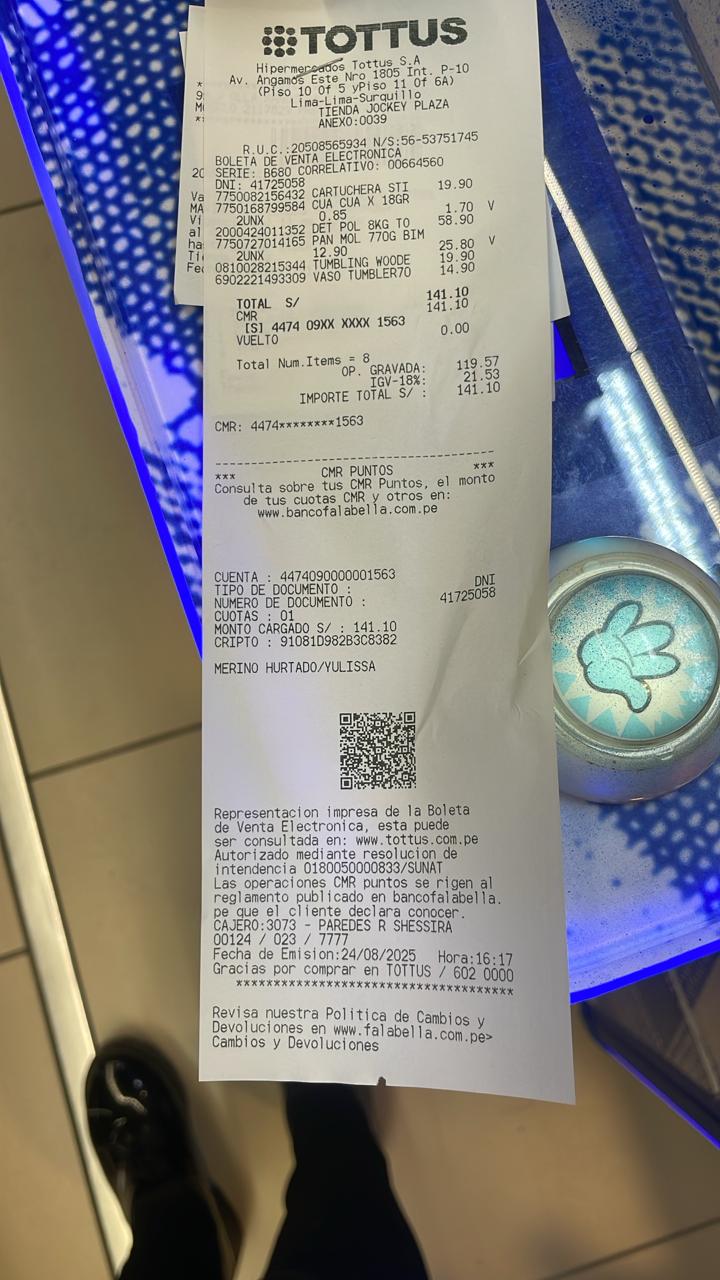 TOTTUS
Hipermercados Tottus S.A
Av. Angamos Este Nro 1805 Int. P-10
(Piso 10 Of 5 yPiso 11 Of 6A)
Lima-Lima-Surquillo
TIENDA JOCKEY PLAZA
ANEXO:0039
R.U.C.:20508565934 N/S:56-53751745
BOLETA DE VENTA ELECTRONICA
SERIE: B680 CORRELATIVO: 00664560
DNI: 41725058
7750082156432 CARTUCHERA STI 19.90
7750168799584 CUA CUA X 18GR
2UNX 0.85 1.70 V
2000424011352 DET POL 8KG TO 58.90
7750727014165 PAN MOL 770G BIM
2UNX 12.90 25.80 V
0810028215344 TUMBLING WOODE 19.90
6902221493309 VASO TUMBLER70 14.90
TOTAL S/ 141.10
CMR 141.10
[S] 4474 09XX XXXX 1563
VUELTO 0.00
Total Num.Items = 8
OP. GRAVADA: 119.57
IGV-18%: 21.53
IMPORTE TOTAL S/ : 141.10
CMR: 4474********1563
------------------------------------
*** CMR PUNTOS ***
Consulta sobre tus CMR Puntos, el monto
de tus cuotas CMR y otros en:
www.bancofalabella.com.pe
CUENTA : 4474090000001563
TIPO DE DOCUMENTO : DNI
NUMERO DE DOCUMENTO : 41725058
CUOTAS : 01
MONTO CARGADO S/ : 141.10
CRIPTO : 91081D982B3C8382
MERINO HURTADO/YULISSA
Representacion impresa de la Boleta
de Venta Electronica, esta puede
ser consultada en: www.tottus.com.pe
Autorizado mediante resolucion de
intendencia 0180050000833/SUNAT
Las operaciones CMR puntos se rigen al
reglamento publicado en bancofalabella.
pe que el cliente declara conocer.
CAJERO:3073 - PAREDES R SHESSIRA
00124 / 023 / 7777
Fecha de Emision:24/08/2025 Hora:16:17
Gracias por comprar en TOTTUS / 602 0000
************************************
Revisa nuestra Politica de Cambios y
Devoluciones en www.falabella.com.pe>
Cambios y Devoluciones